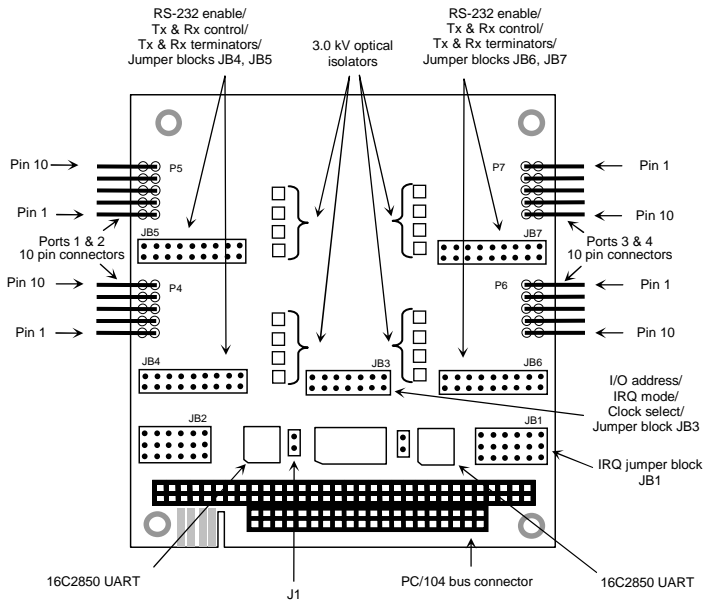 RS-232 enable/
Tx & Rx control/
Tx & Rx terminators/
Jumper blocks JB4, JB5
3.0 kV optical
isolators
RS-232 enable/
Tx & Rx control/
Tx & Rx terminators/
Jumper blocks JB6, JB7
Pin 10
P5
P7
Pin 1
Pin 1
JB5
JB7
Pin 10
Ports 1 & 2
10 pin connectors
Ports 3 & 4
10 pin connectors
Pin 10
P4
P6
Pin 1
Pin 1
Pin 10
JB4
JB3
JB6
I/O address/
IRQ mode/
Clock select/
Jumper block JB3
JB2
JB1
IRQ jumper block
JB1
16C2850 UART
J1
PC/104 bus connector
16C2850 UART